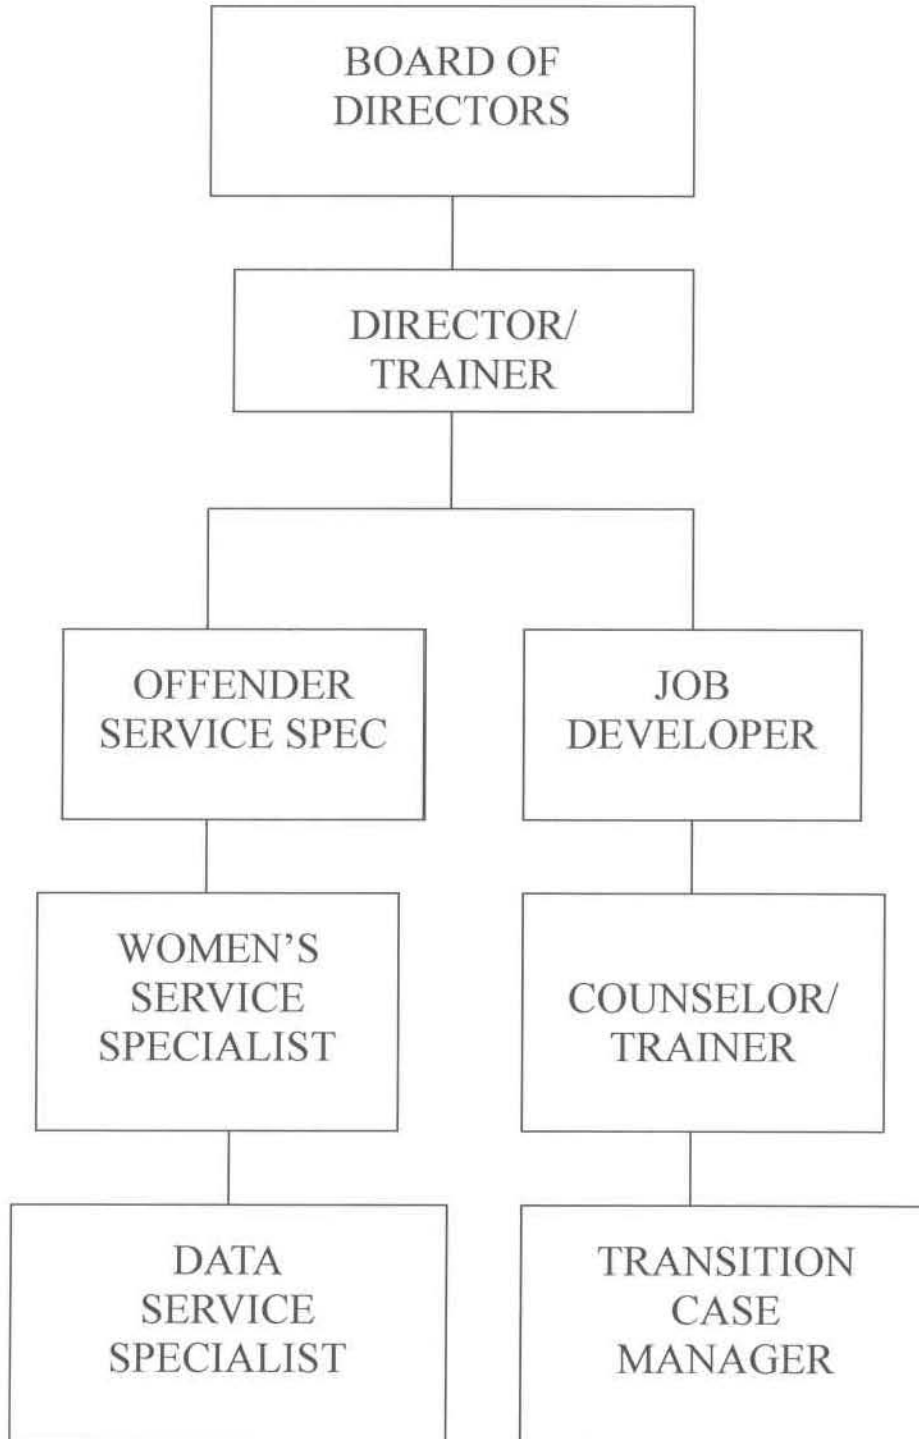 BOARD OF
DIRECTORS
DIRECTOR/
TRAINER
OFFENDER
SERVICE SPEC
JOB
DEVELOPER
WOMEN'S
SERVICE
SPECIALIST
COUNSELOR/
TRAINER
DATA
SERVICE
SPECIALIST
TRANSITION
CASE
MANAGER